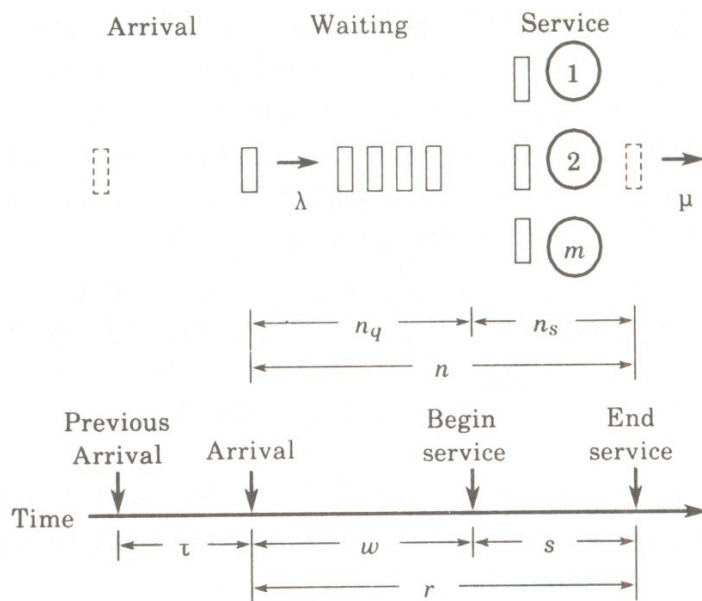 Arrival Waiting Service
1
2
λ μ
m
n_q n_s
n
Previous
Arrival Arrival Begin
service End
service
Time
τ w s
r